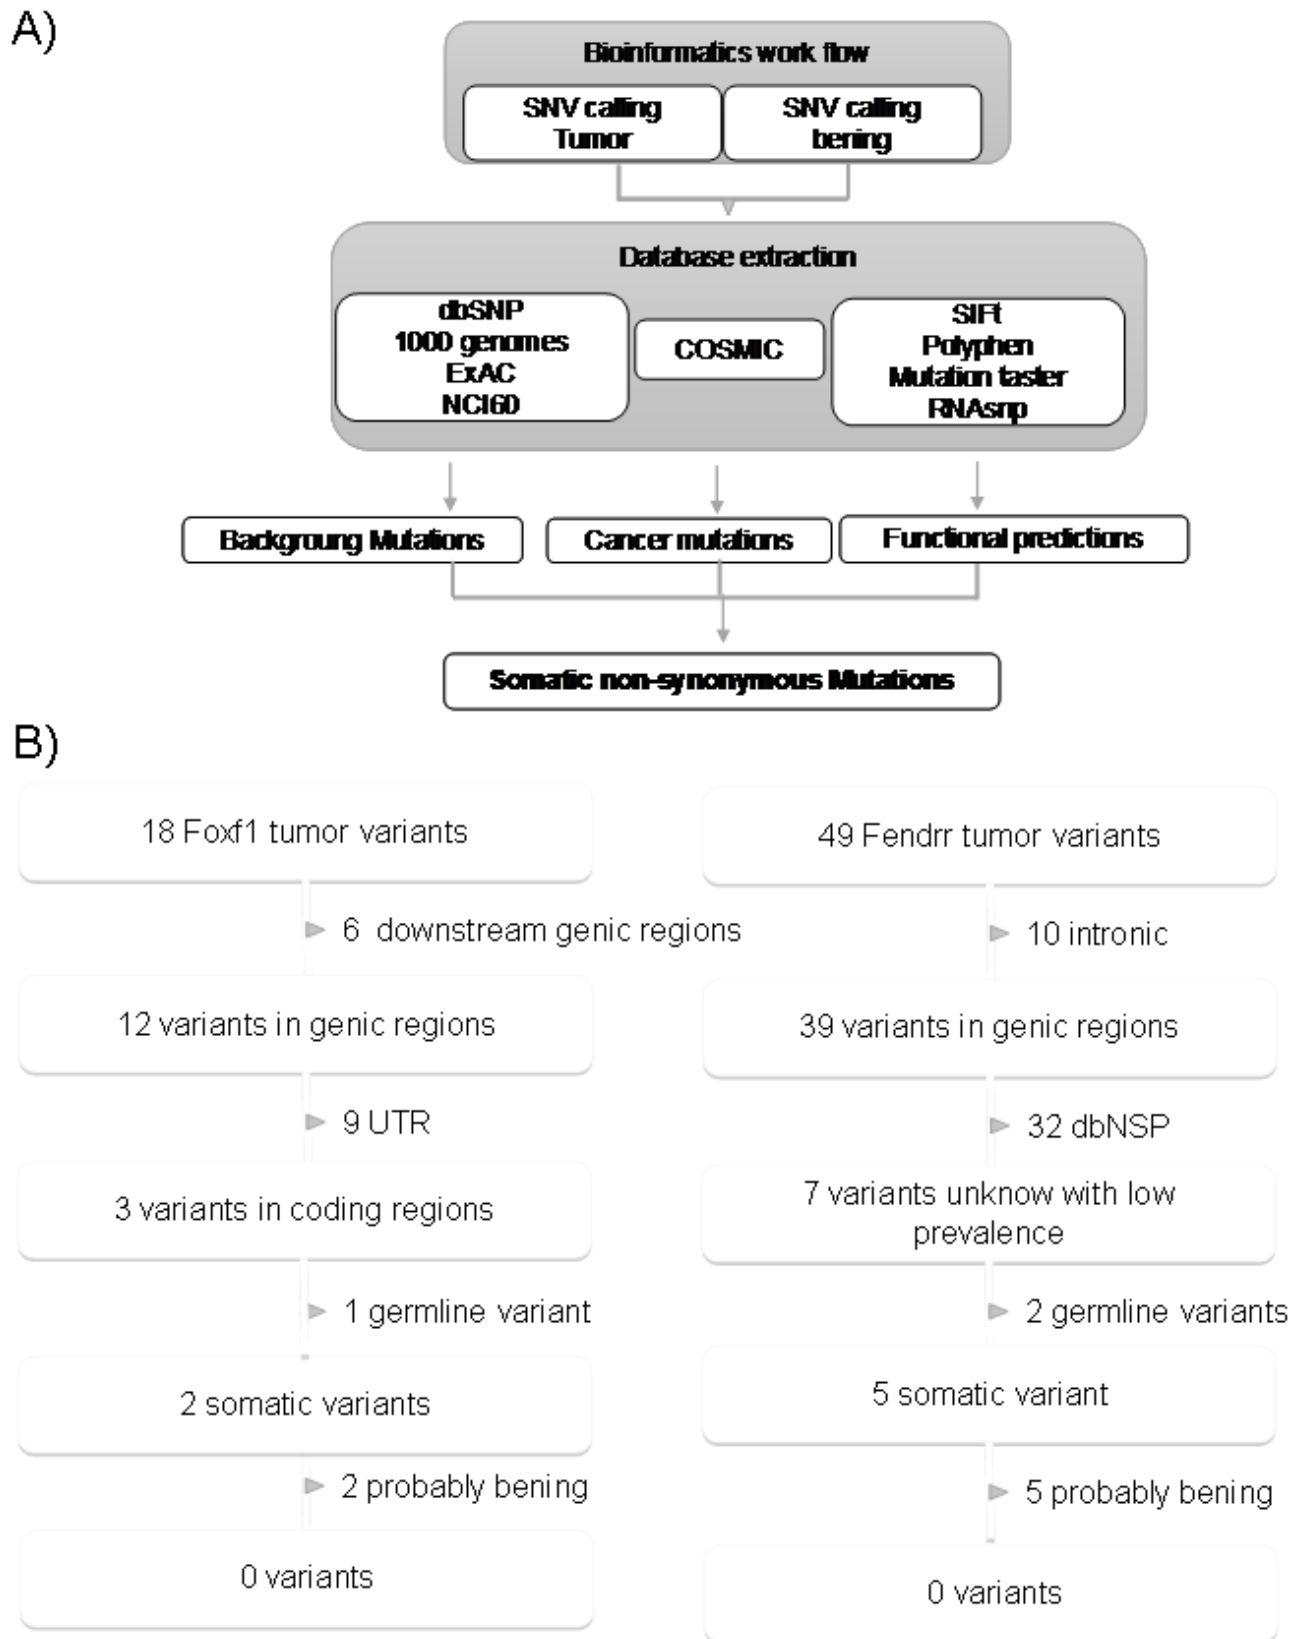 A)
Bioinformatics work flow
SNV calling
Tumor
SNV calling
bening
Database extraction
dbSNP
1000 genomes
ExAC
NCI60
COSMIC
SIFt
Polyphen
Mutation taster
RNAsnp
Backgroung Mutations
Cancer mutations
Functional predictions
Somatic non-synonymous Mutations
B)
18 Foxf1 tumor variants
6 downstream genic regions
12 variants in genic regions
9 UTR
3 variants in coding regions
1 germline variant
2 somatic variants
2 probably bening
0 variants
49 Fendrr tumor variants
10 intronic
39 variants in genic regions
32 dbNSP
7 variants unknow with low
prevalence
2 germline variants
5 somatic variant
5 probably bening
0 variants